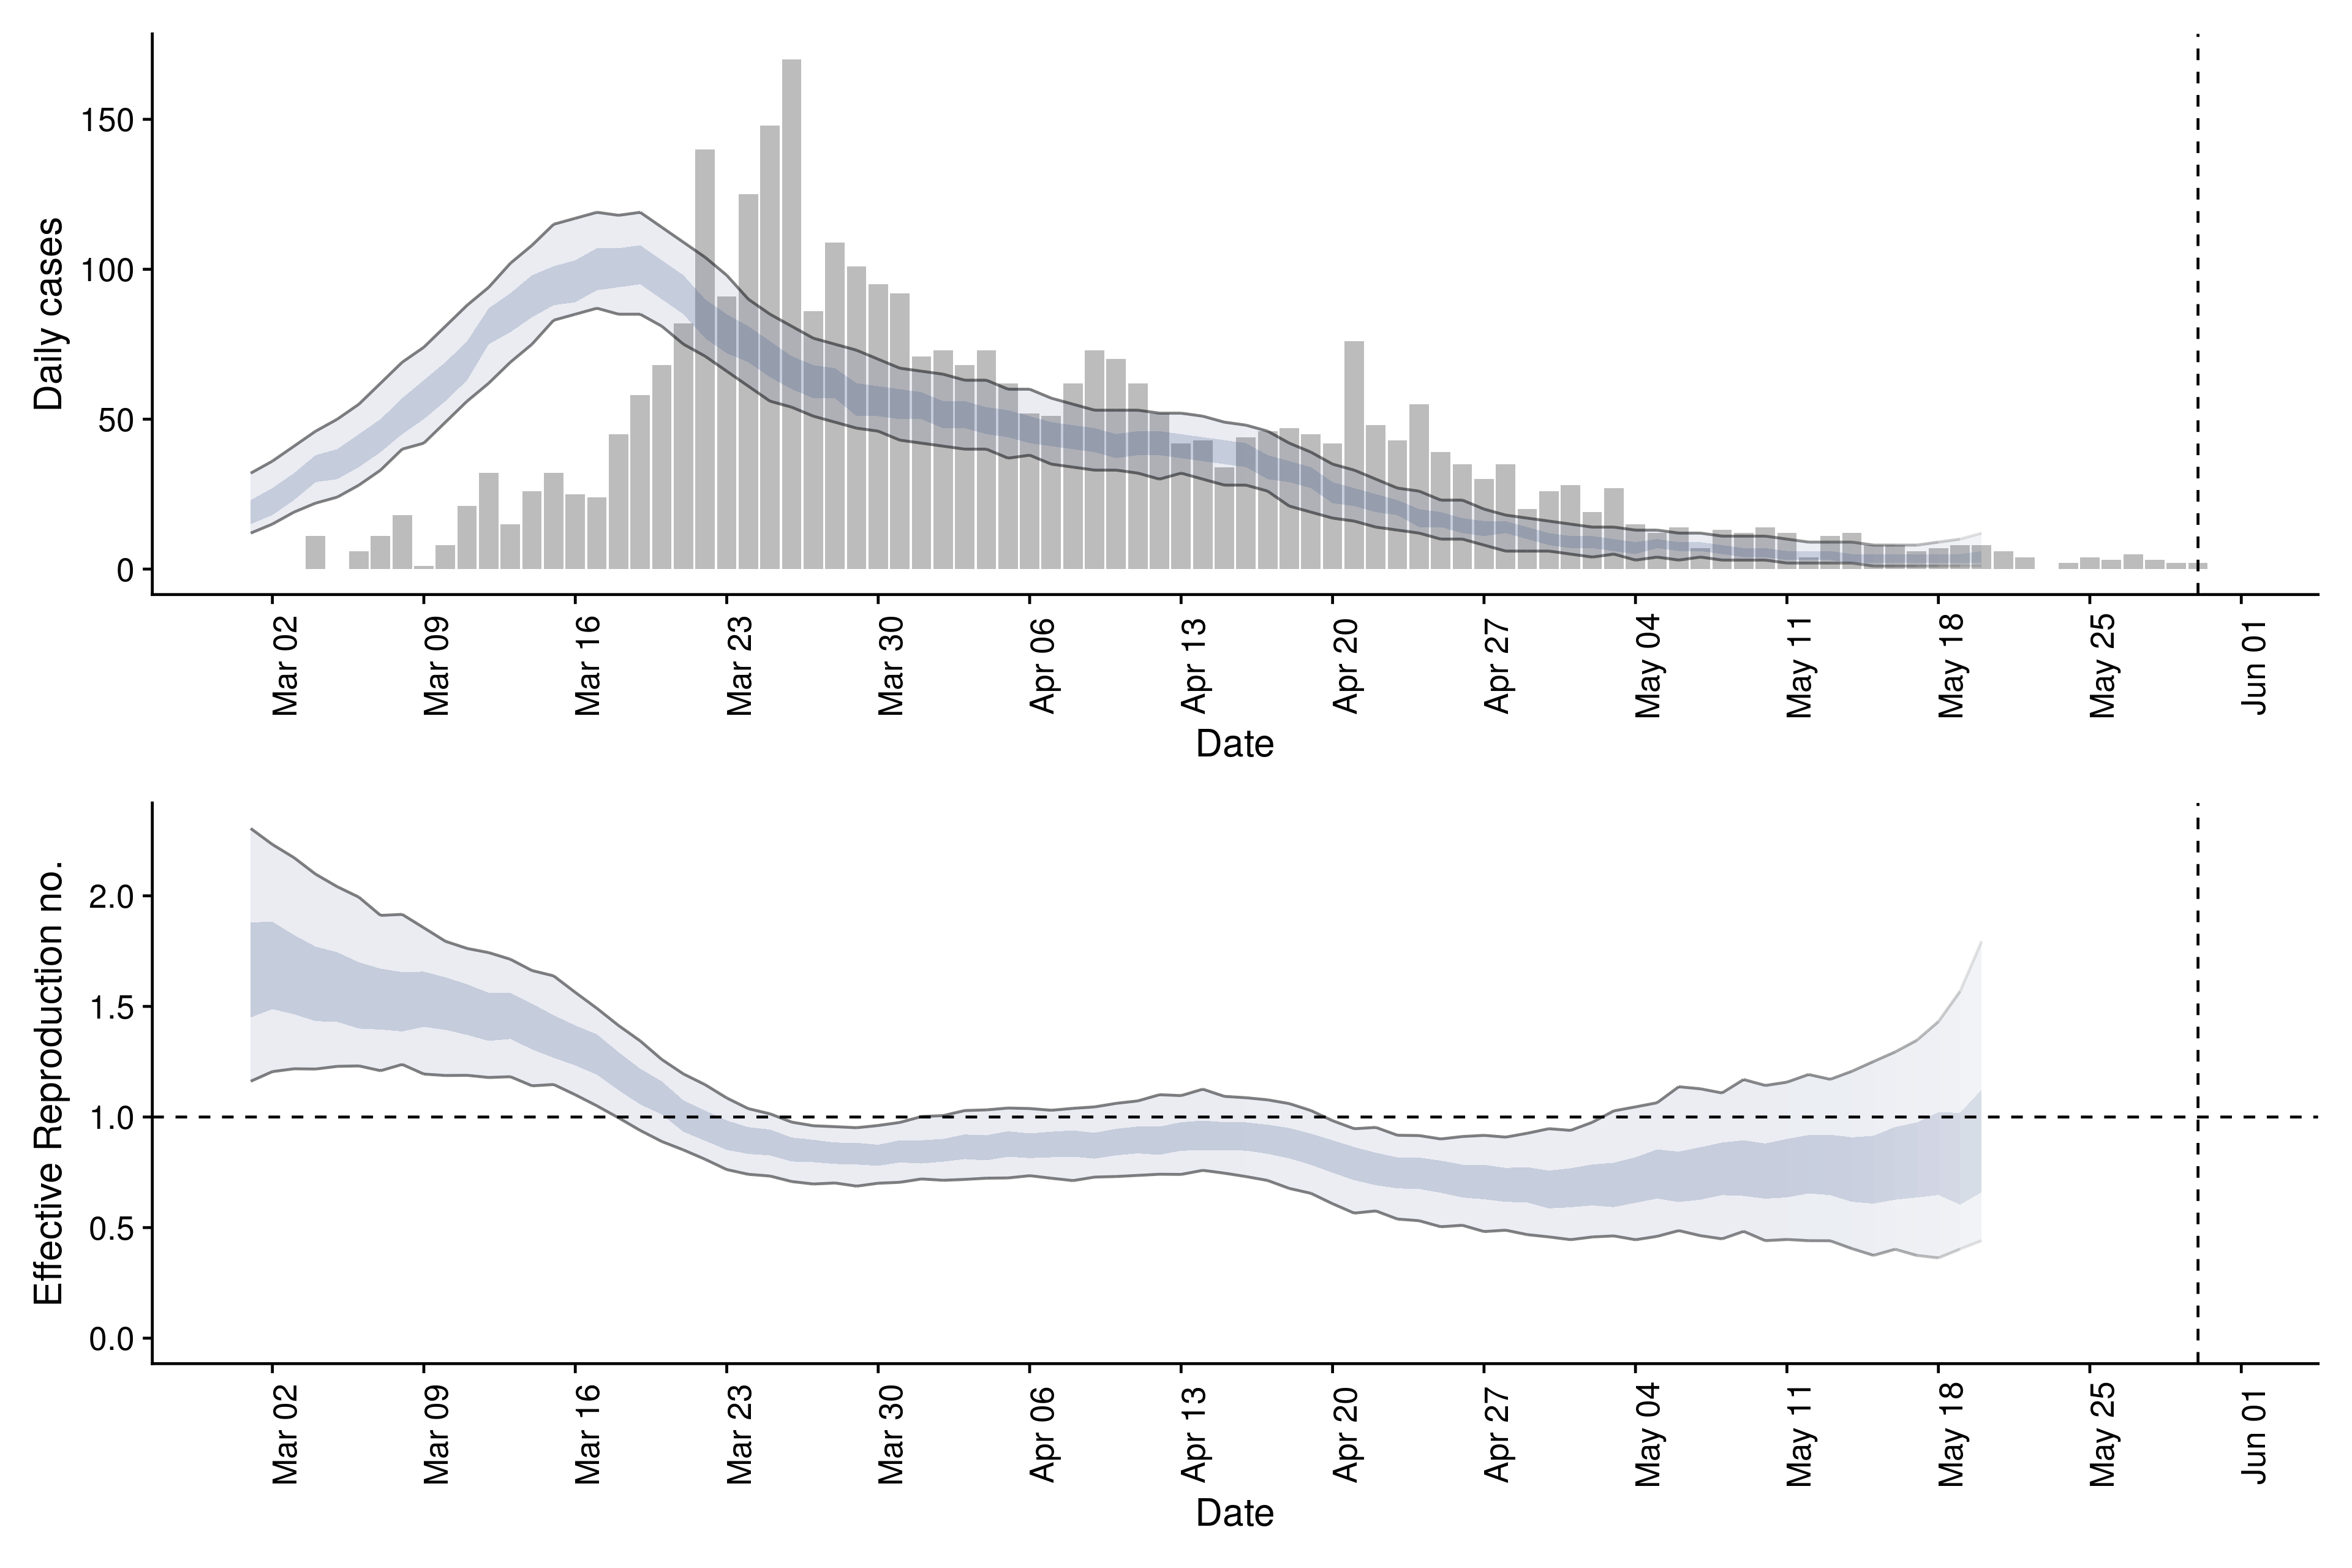 Daily cases
150
100
50
0
Mar 02
Mar 09
Mar 16
Mar 23
Mar 30
Apr 06
Apr 13
Apr 20
Apr 27
May 04
May 11
May 18
May 25
Jun 01
Date
Effective Reproduction no.
2.0
1.5
1.0
0.5
0.0
Mar 02
Mar 09
Mar 16
Mar 23
Mar 30
Apr 06
Apr 13
Apr 20
Apr 27
May 04
May 11
May 18
May 25
Jun 01
Date